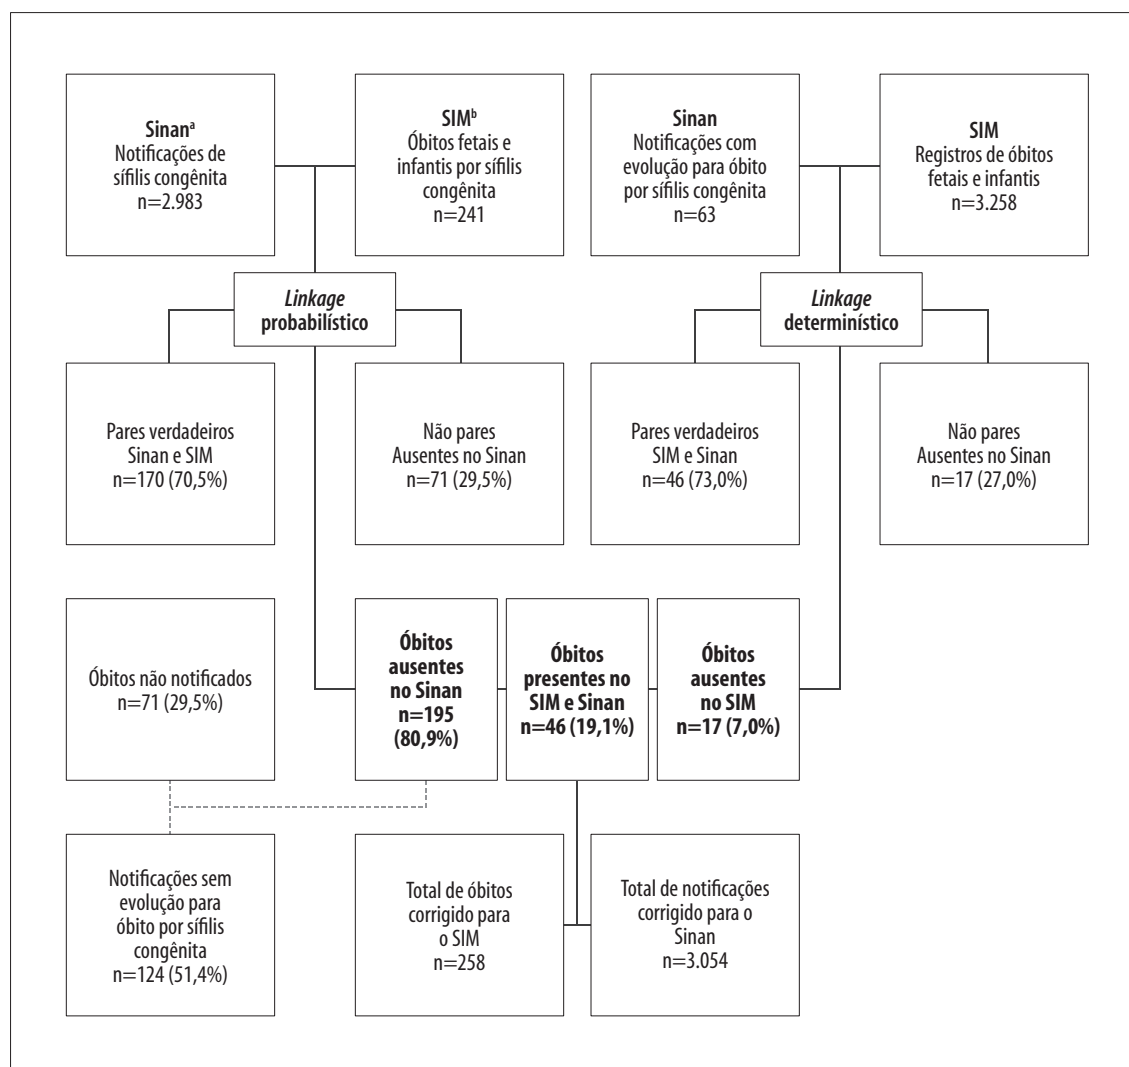 Sinanª
Notificações de
sífilis congênita
n=2.983
SIMᵇ
Óbitos fetais e
infantis por sífilis
congênita
n=241
Sinan
Notificações com
evolução para óbito
por sífilis congênita
n=63
SIM
Registros de óbitos
fetais e infantis
n=3.258
Linkage
probabilístico
Linkage
determinístico
Pares verdadeiros
Sinan e SIM
n=170 (70,5%)
Não pares
Ausentes no Sinan
n=71 (29,5%)
Pares verdadeiros
SIM e Sinan
n=46 (73,0%)
Não pares
Ausentes no Sinan
n=17 (27,0%)
Óbitos não notificados
n=71 (29,5%)
Óbitos
ausentes
no Sinan
n=195
(80,9%)
Óbitos
presentes no
SIM e Sinan
n=46 (19,1%)
Óbitos
ausentes
no SIM
n=17 (7,0%)
Notificações sem
evolução para
óbito por sífilis
congênita
n=124 (51,4%)
Total de óbitos
corrigido para
o SIM
n=258
Total de notificações
corrigido para o
Sinan
n=3.054